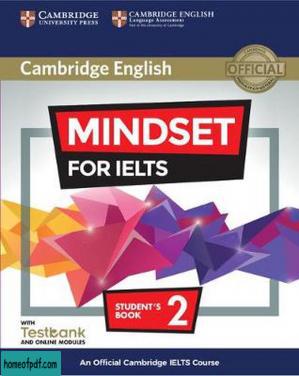 CAMBRIDGE
UNIVERSITY PRESS
CAMBRIDGE ENGLISH
Language Assessment
Part of the University of Cambridge
Cambridge English
OFFICIAL
MINDSET
FOR IELTS
STUDENT'S
BOOK
2
WITH
Testbank
AND ONLINE MODULES
homeofpdf.com
An Official Cambridge IELTS Course